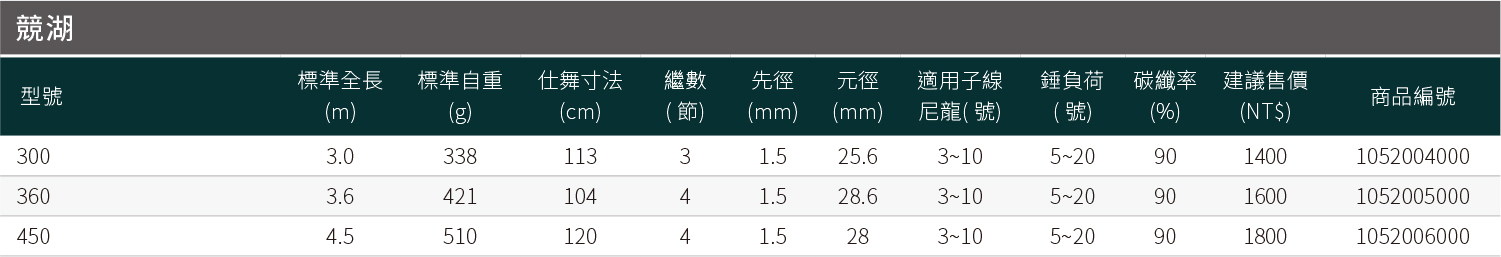 競湖
型號 標準全長 (m) 標準自重 (g) 仕舞寸法 (cm) 繼數 ( 節) 先徑 (mm) 元徑 (mm) 適用子線 尼龍( 號) 錘負荷 ( 號) 碳纖率 (%) 建議售價 (NT$) 商品編號
300 3.0 338 113 3 1.5 25.6 3~10 5~20 90 1400 1052004000
360 3.6 421 104 4 1.5 28.6 3~10 5~20 90 1600 1052005000
450 4.5 510 120 4 1.5 28 3~10 5~20 90 1800 1052006000